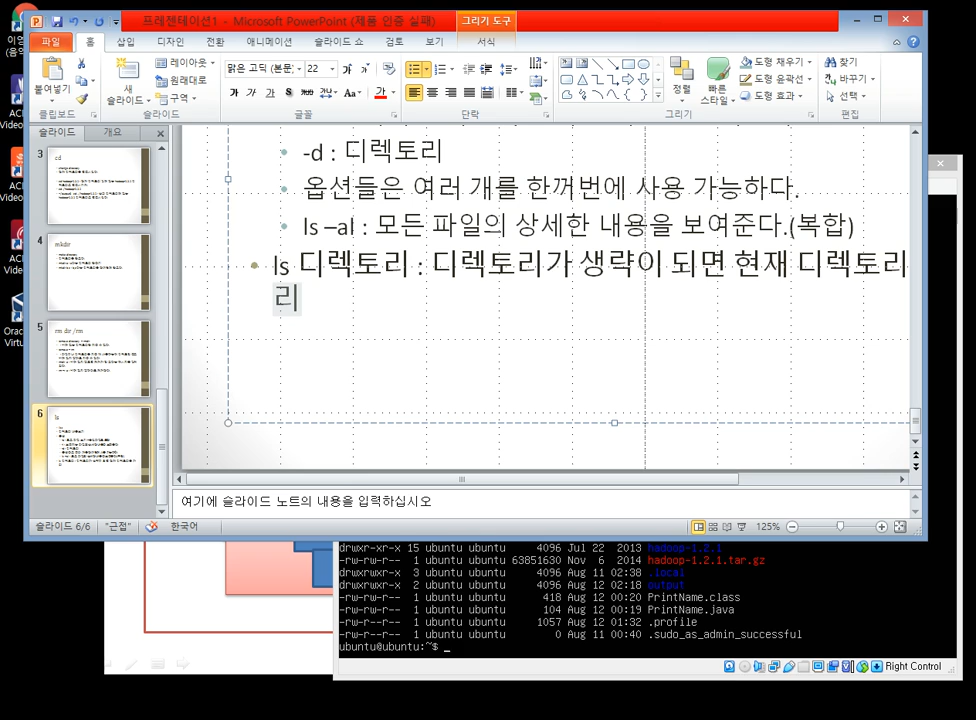 프레젠테이션1 - Microsoft PowerPoint (제품 인증 실패)
그리기 도구
파일 홈 삽입 디자인 전환 애니메이션 슬라이드 쇼 검토 보기 서식
붙여넣기
새 슬라이드
레이아웃
원래대로
구역
맑은 고딕 (본문)
22
정렬
빠른 스타일
도형 채우기
도형 윤곽선
도형 효과
찾기
바꾸기
선택
클립보드 슬라이드 글꼴 단락 그리기 편집
슬라이드 개요
3 cd
4 mkdir
5 rm dir /rm
6 ls
-d : 디렉토리
옵션들은 여러 개를 한꺼번에 사용 가능하다.
ls –al : 모든 파일의 상세한 내용을 보여준다.(복합)
ls 디렉토리 : 디렉토리가 생략이 되면 현재 디렉토리
리
여기에 슬라이드 노트의 내용을 입력하십시오
슬라이드 6/6 "근접" 한국어 125%
drwxr-xr-x 15 ubuntu ubuntu 4096 Jul 22 2013 hadoop-1.2.1
-rw-rw-r-- 1 ubuntu ubuntu 63851630 Nov 6 2014 hadoop-1.2.1.tar.gz
drwxrwxr-x 3 ubuntu ubuntu 4096 Aug 11 02:38 .local
drwxrwxr-x 2 ubuntu ubuntu 4096 Aug 12 02:18 output
-rw-rw-r-- 1 ubuntu ubuntu 418 Aug 12 00:20 PrintName.class
-rw-rw-r-- 1 ubuntu ubuntu 104 Aug 12 00:19 PrintName.java
-rw-rw-r-- 1 ubuntu ubuntu 1057 Aug 12 01:32 .profile
-rw-rw-r-- 1 ubuntu ubuntu 0 Aug 11 00:40 .sudo_as_admin_successful
ubuntu@ubuntu:~$ _
Right Control